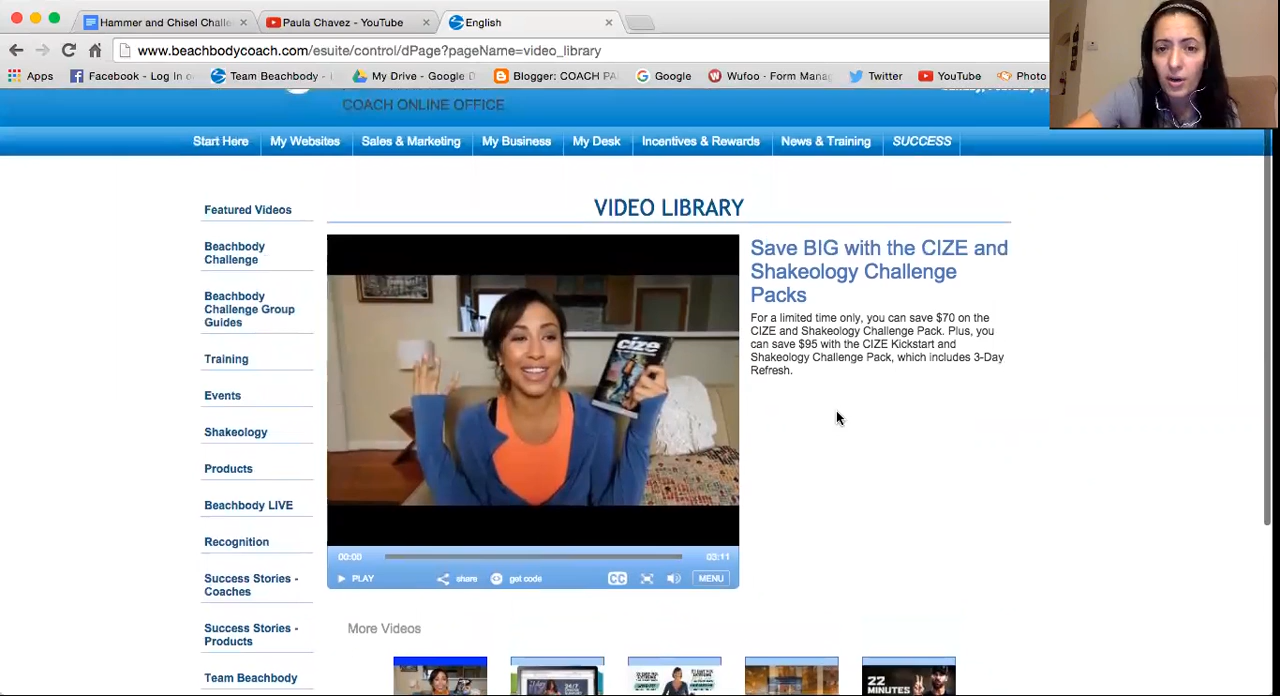 Hammer and Chisel Challe
Paula Chavez - YouTube
English
www.beachbodycoach.com/esuite/control/dPage?pageName=video_library
Apps
Facebook - Log In o
Team Beachbody -
My Drive - Google D
Blogger: COACH PA
Google
Wufoo - Form Mana
Twitter
YouTube
Photo
COACH ONLINE OFFICE
Start Here
My Websites
Sales & Marketing
My Business
My Desk
Incentives & Rewards
News & Training
SUCCESS
Featured Videos
Beachbody
Challenge
Beachbody
Challenge Group
Guides
Training
Events
Shakeology
Products
Beachbody LIVE
Recognition
Success Stories -
Coaches
Success Stories -
Products
Team Beachbody
VIDEO LIBRARY
cize
00:00
03:11
PLAY
share
get code
CC
MENU
Save BIG with the CIZE and
Shakeology Challenge
Packs
For a limited time only, you can save $70 on the
CIZE and Shakeology Challenge Pack. Plus, you
can save $95 with the CIZE Kickstart and
Shakeology Challenge Pack, which includes 3-Day
Refresh.
More Videos
22
MINUTES